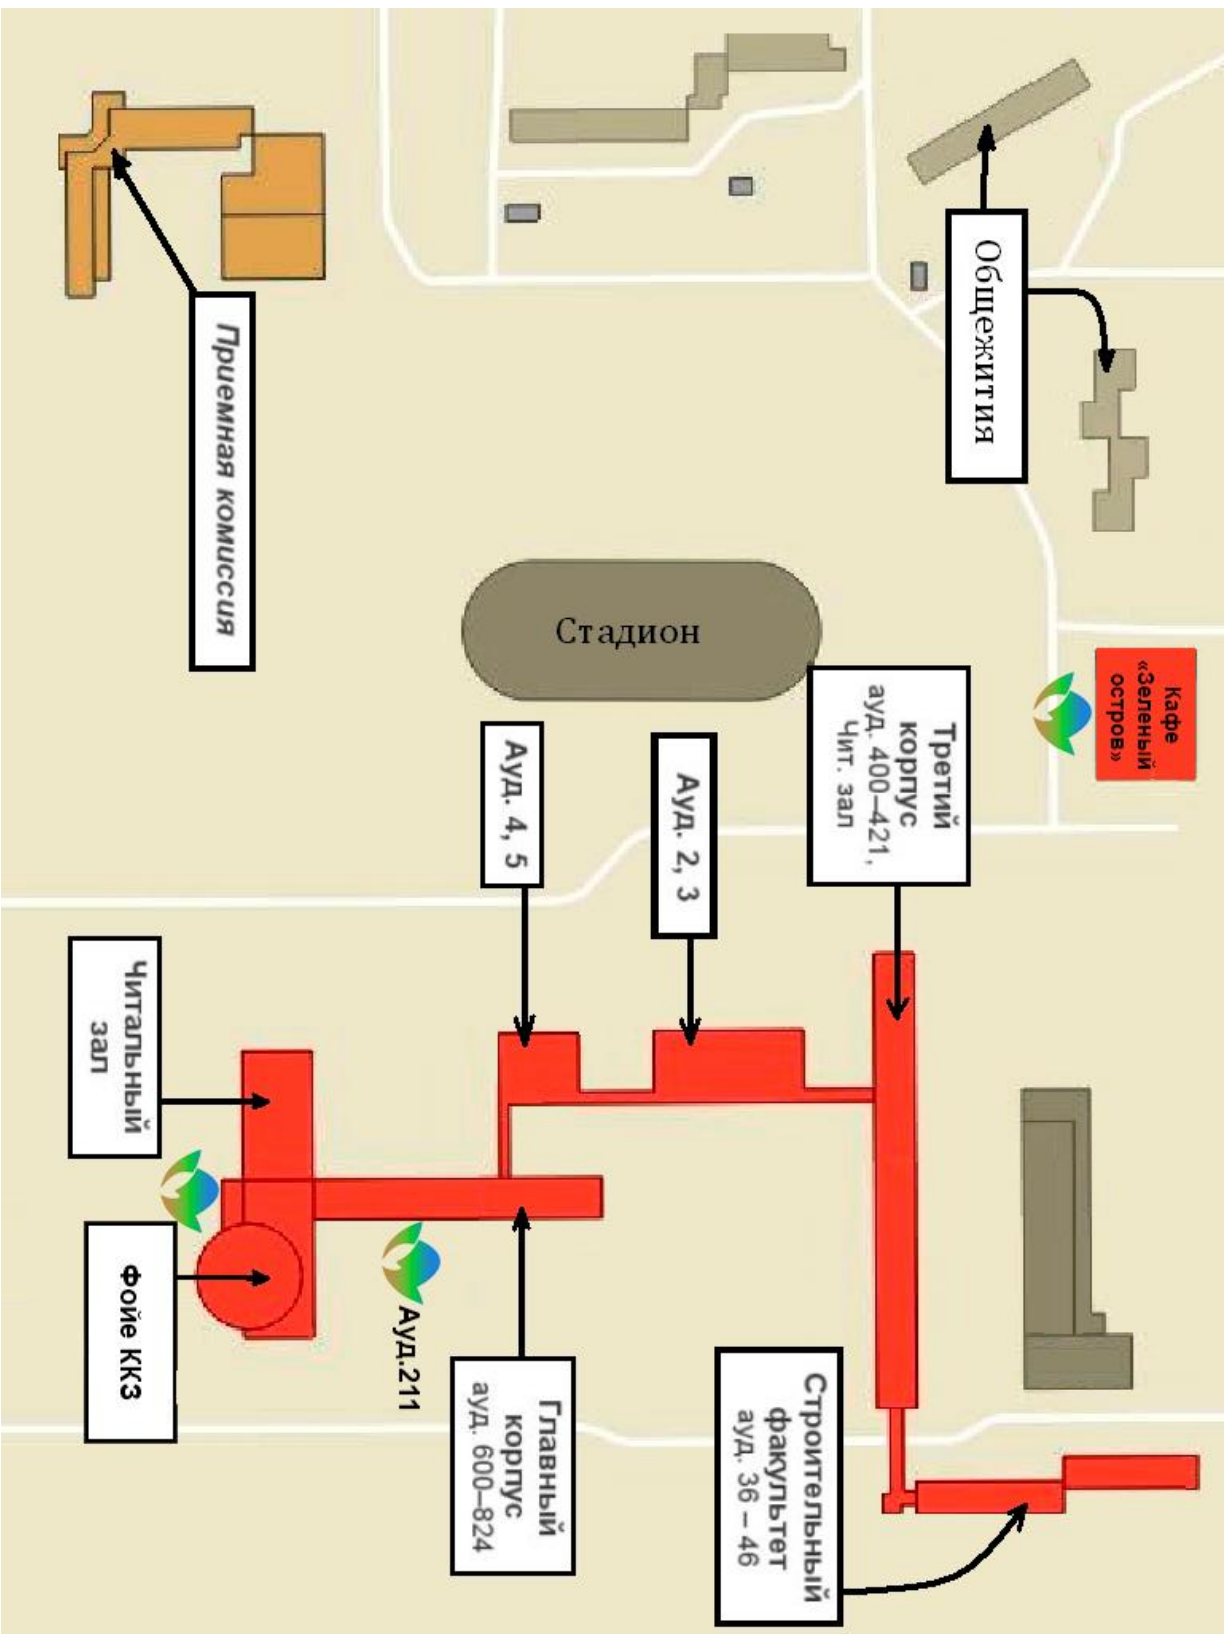 Общежития
Кафе
«Зеленый
остров»
Приемная комиссия
Стадион
Третий
корпус
ауд. 400–421,
Чит. зал
Ауд. 2, 3
Ауд. 4, 5
Читальный
зал
Фойе ККЗ
Ауд.211
Главный
корпус
ауд. 600–824
Строительный
факультет
ауд. 36 – 46